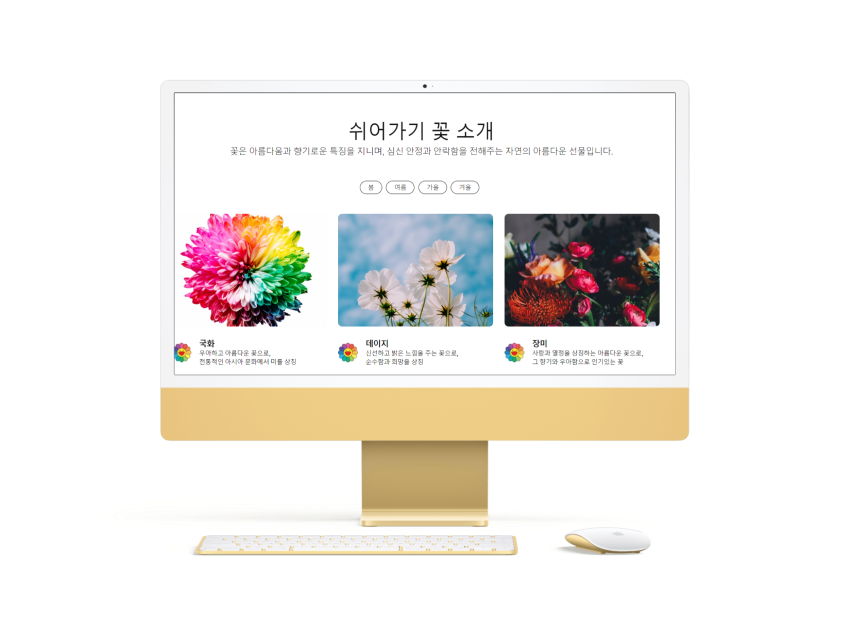 쉬어가기 꽃 소개
꽃은 아름다움과 향기로운 특징을 지니며, 심신 안정과 안락함을 전해주는 자연의 아름다운 선물입니다.
봄 여름 가을 겨울
국화
우아하고 아름다운 꽃으로,
전통적인 아시아 문화에서 미를 상징
데이지
신선하고 밝은 느낌을 주는 꽃으로,
순수함과 희망을 상징
장미
사랑과 열정을 상징하는 아름다운 꽃으로,
그 향기와 우아함으로 인기있는 꽃